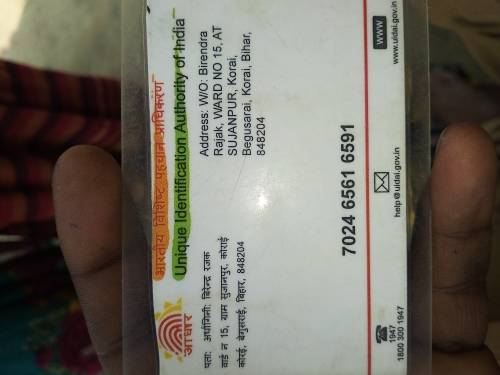 भारतीय विशिष्ट पहचान प्राधिकरण
Unique Identification Authority of India
आधार
पता: अर्धांगिनी: बिरेन्द्र रजक
वार्ड न 15, ग्राम सुजानपुर, कोराई
कोरई, बेगुसराई, बिहार, 848204
Address: W/O: Birendra
Rajak, WARD NO 15, AT
SUJANPUR, Korai,
Begusarai, Korai, Bihar,
848204
7024 6561 6591
1947
1800 300 1947
help@uidai.gov.in
www
www.uidai.gov.in